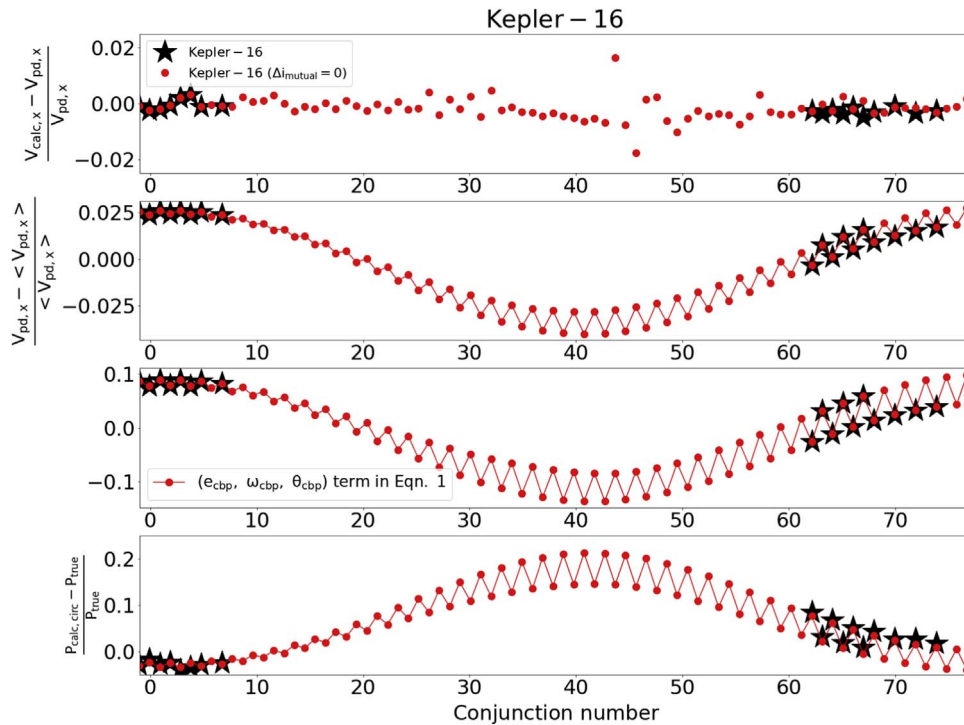 Kepler − 16
V_calc, x − V_pd, x
V_pd, x
0.02
0.00
−0.02
Kepler − 16
Kepler − 16 (Δi_mutual = 0)
0 10 20 30 40 50 60 70
V_pd, x − < V_pd, x >
< V_pd, x >
0.025
0.000
−0.025
0 10 20 30 40 50 60 70
0.1
0.0
−0.1
(e_cbp, ω_cbp, θ_cbp) term in Eqn. 1
0 10 20 30 40 50 60 70
P_calc, circ − P_true
P_true
0.2
0.1
0.0
0 10 20 30 40 50 60 70
Conjunction number